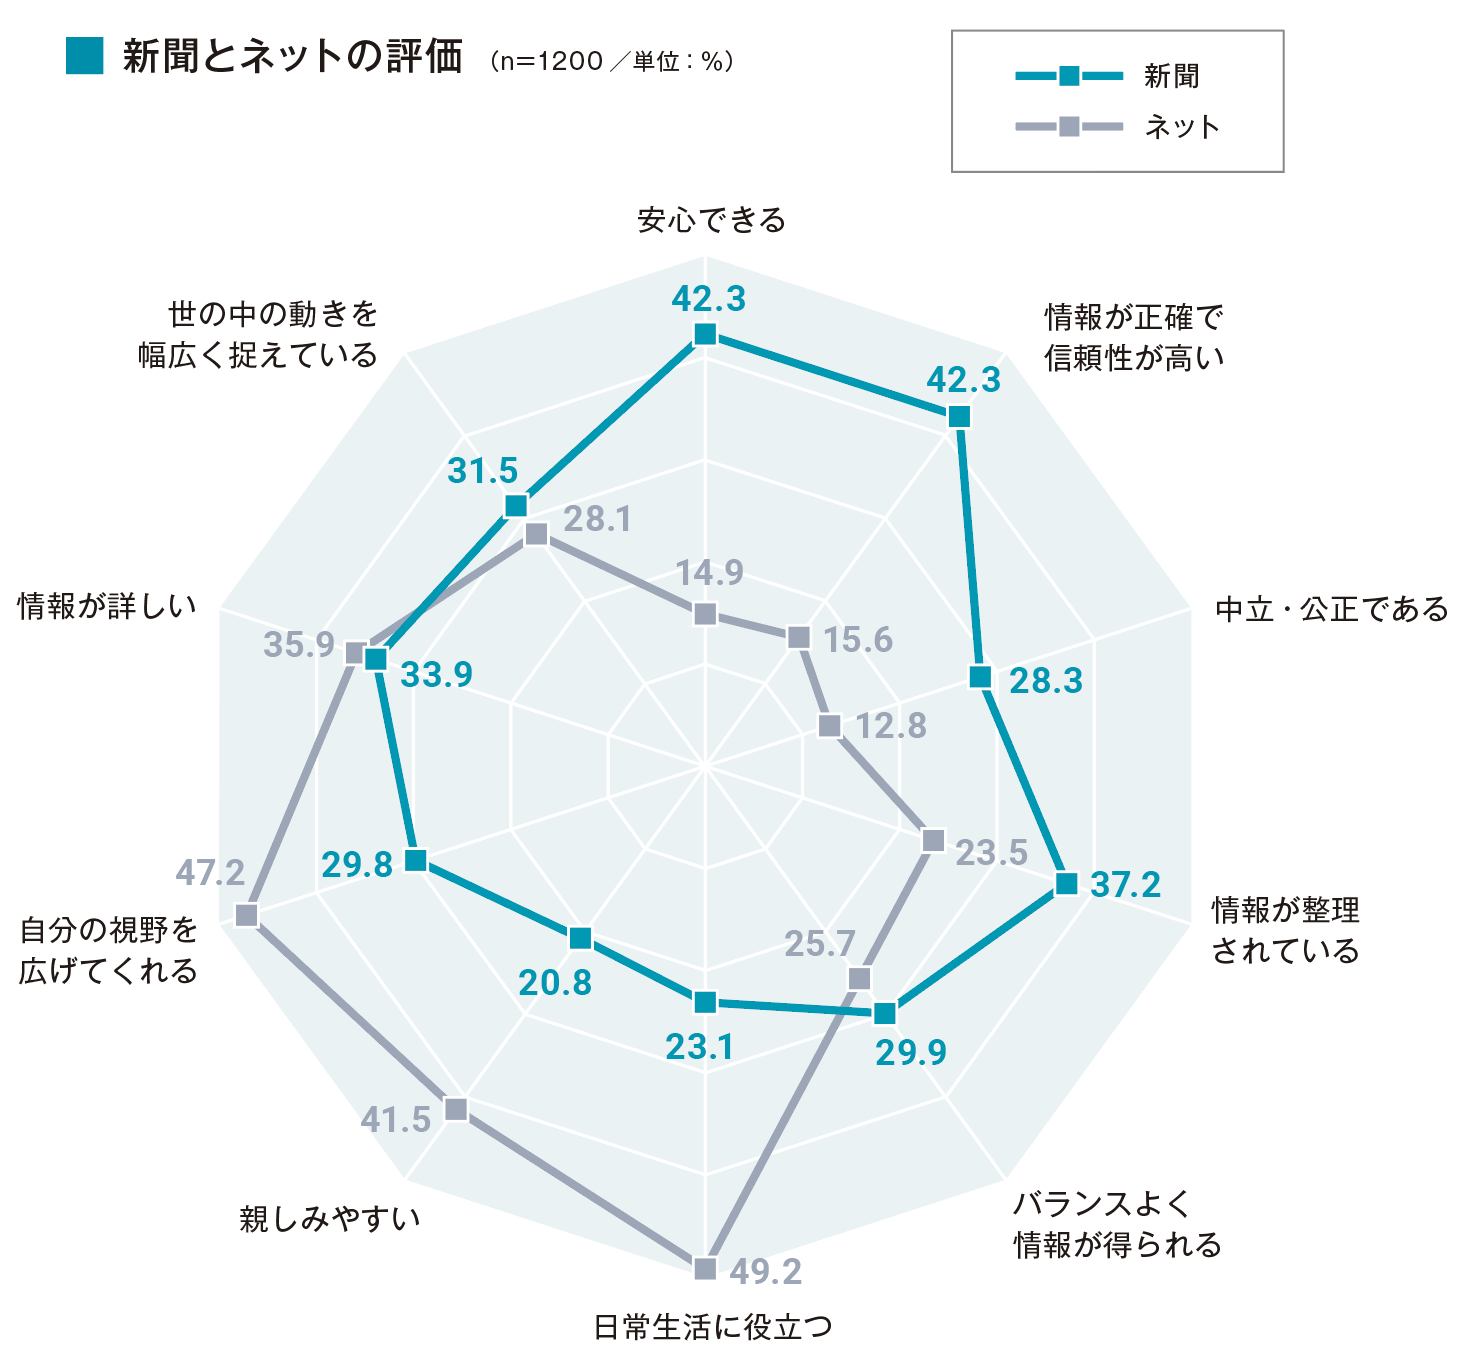 新聞とネットの評価 （n＝1200／単位：%）
新聞
ネット
安心できる
42.3
14.9
情報が正確で
信頼性が高い
42.3
15.6
中立・公正である
28.3
12.8
情報が整理
されている
37.2
23.5
バランスよく
情報が得られる
29.9
25.7
日常生活に役立つ
23.1
49.2
親しみやすい
20.8
41.5
自分の視野を
広げてくれる
29.8
47.2
情報が詳しい
33.9
35.9
世の中の動きを
幅広く捉えている
31.5
28.1